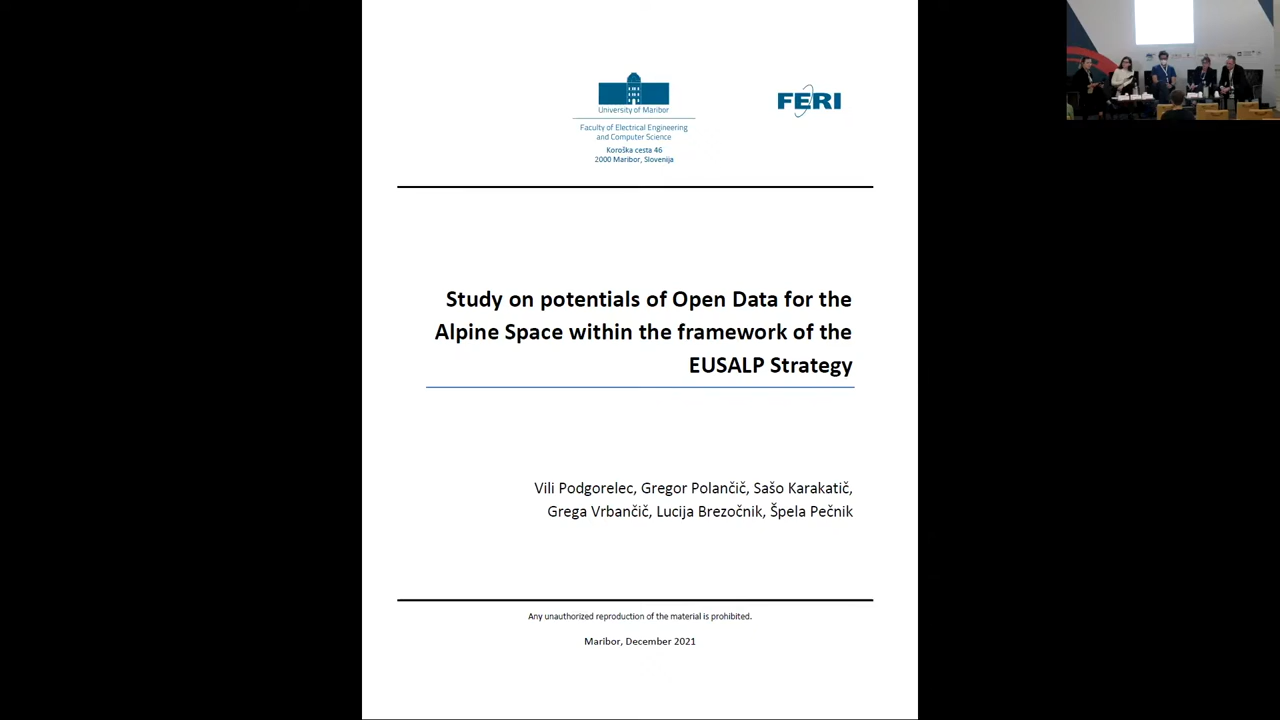 University of Maribor
Faculty of Electrical Engineering
and Computer Science
Koroška cesta 46
2000 Maribor, Slovenija
FERI
Study on potentials of Open Data for the
Alpine Space within the framework of the
EUSALP Strategy
Vili Podgorelec, Gregor Polančič, Sašo Karakatič,
Grega Vrbančič, Lucija Brezočnik, Špela Pečnik
Any unauthorized reproduction of the material is prohibited.
Maribor, December 2021